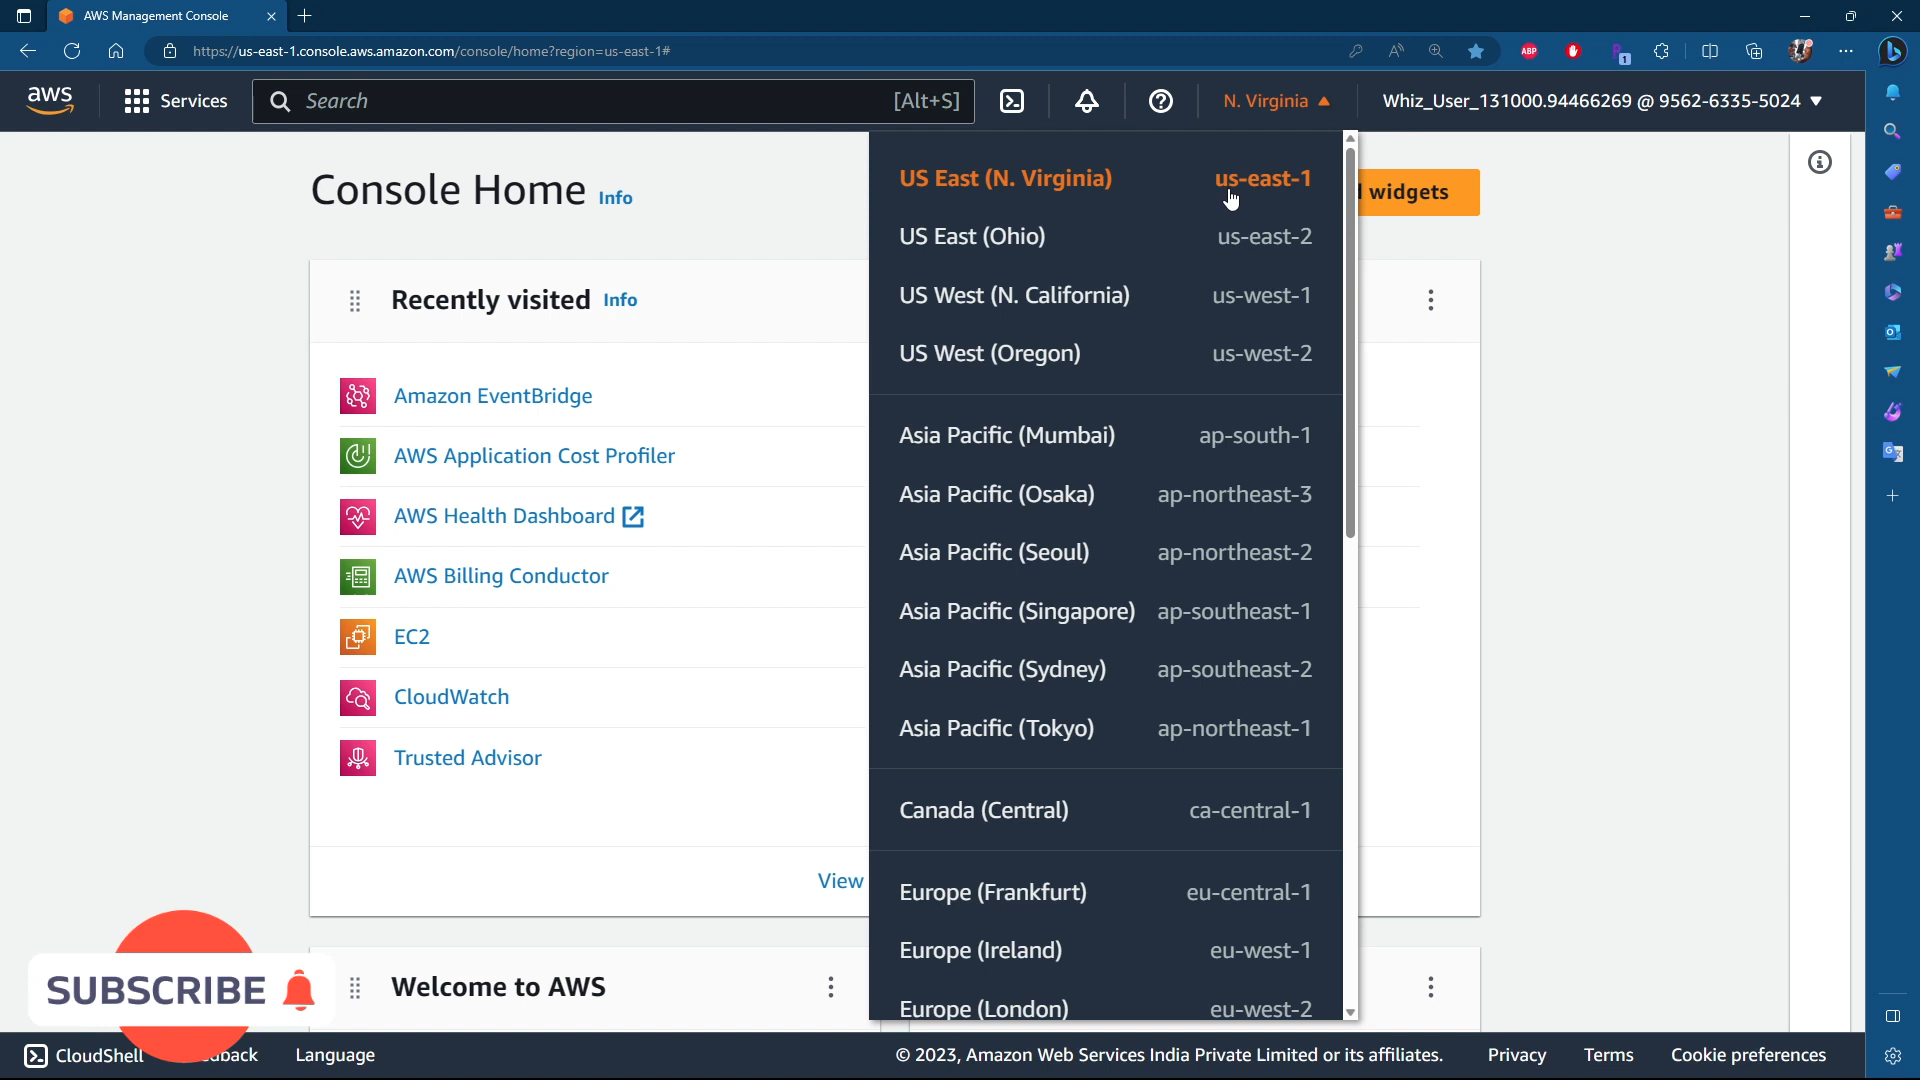 AWS Management Console
https://us-east-1.console.aws.amazon.com/console/home?region=us-east-1#
ABP
1
aws
Services
Search
[Alt+S]
N. Virginia
Whiz_User_131000.94466269 @ 9562-6335-5024
Console Home Info
widgets
US East (N. Virginia) us-east-1
US East (Ohio) us-east-2
US West (N. California) us-west-1
US West (Oregon) us-west-2
Asia Pacific (Mumbai) ap-south-1
Asia Pacific (Osaka) ap-northeast-3
Asia Pacific (Seoul) ap-northeast-2
Asia Pacific (Singapore) ap-southeast-1
Asia Pacific (Sydney) ap-southeast-2
Asia Pacific (Tokyo) ap-northeast-1
Canada (Central) ca-central-1
Europe (Frankfurt) eu-central-1
Europe (Ireland) eu-west-1
Europe (London) eu-west-2
Recently visited Info
Amazon EventBridge
AWS Application Cost Profiler
AWS Health Dashboard
AWS Billing Conductor
EC2
CloudWatch
Trusted Advisor
View
Welcome to AWS
SUBSCRIBE
CloudShell
Language
© 2023, Amazon Web Services India Private Limited or its affiliates.
Privacy
Terms
Cookie preferences